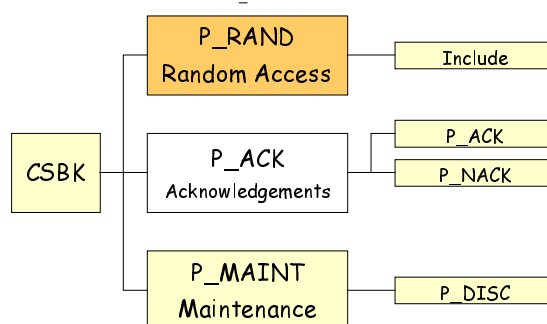 P_RAND
Random Access
Include
CSBK
P_ACK
Acknowledgements
P_ACK
P_NACK
P_MAINT
Maintenance
P_DISC